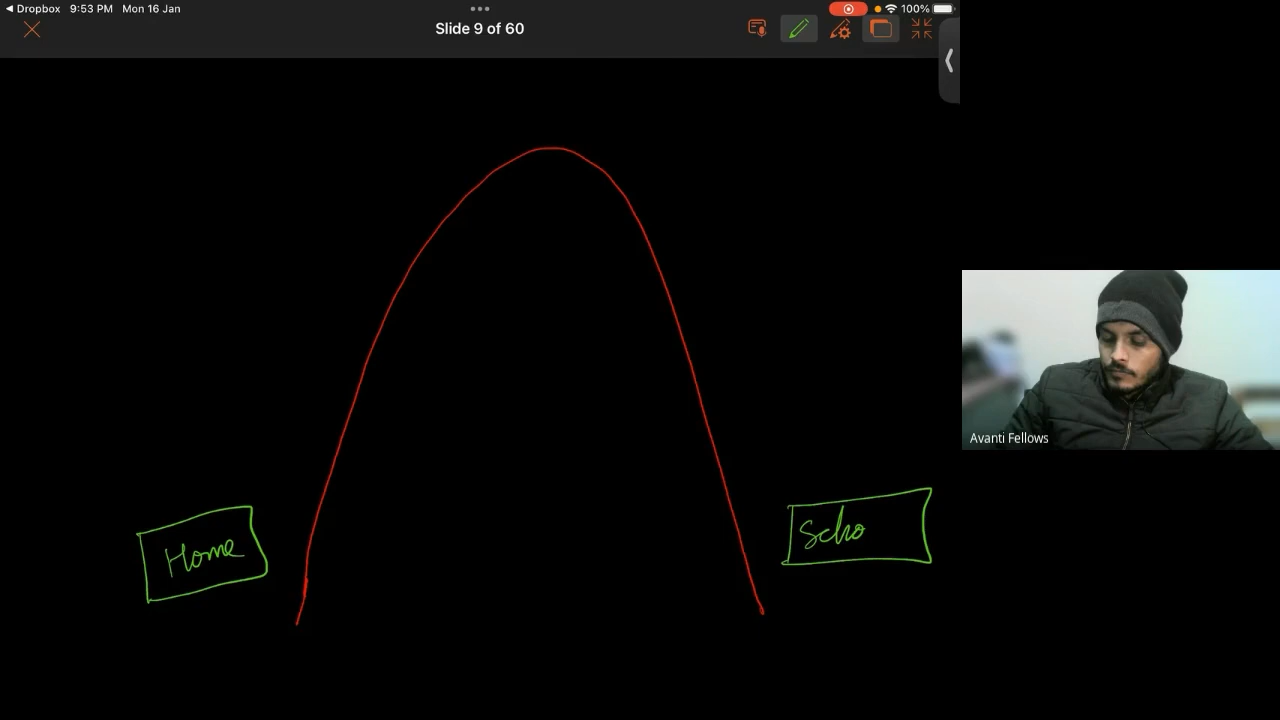 Dropbox 9:53 PM Mon 16 Jan
100%
Slide 9 of 60
Home
Scho
Avanti Fellows